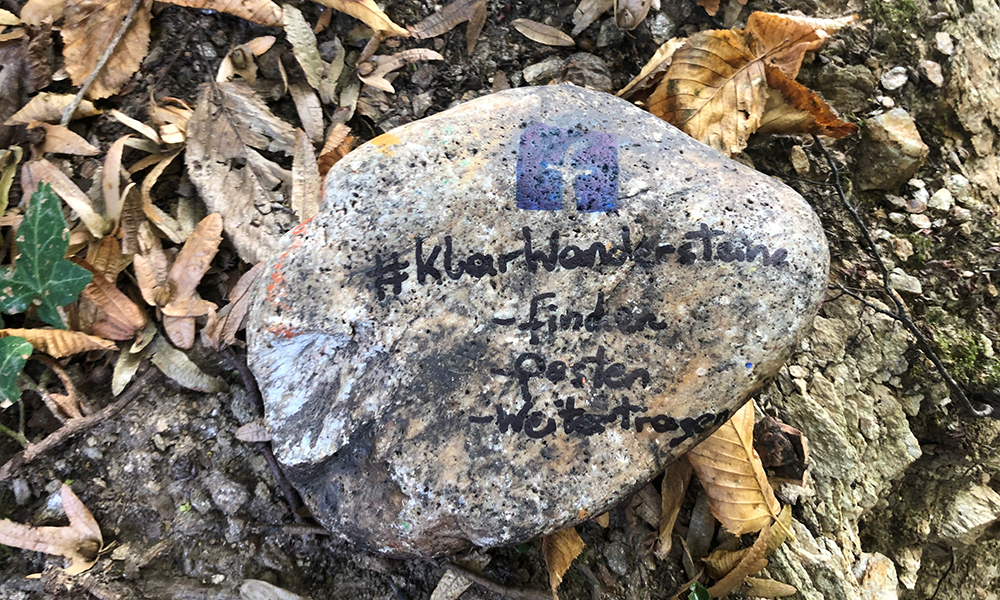 f
#KlarWandersteine
-finden
-Posten
-Weitertragen